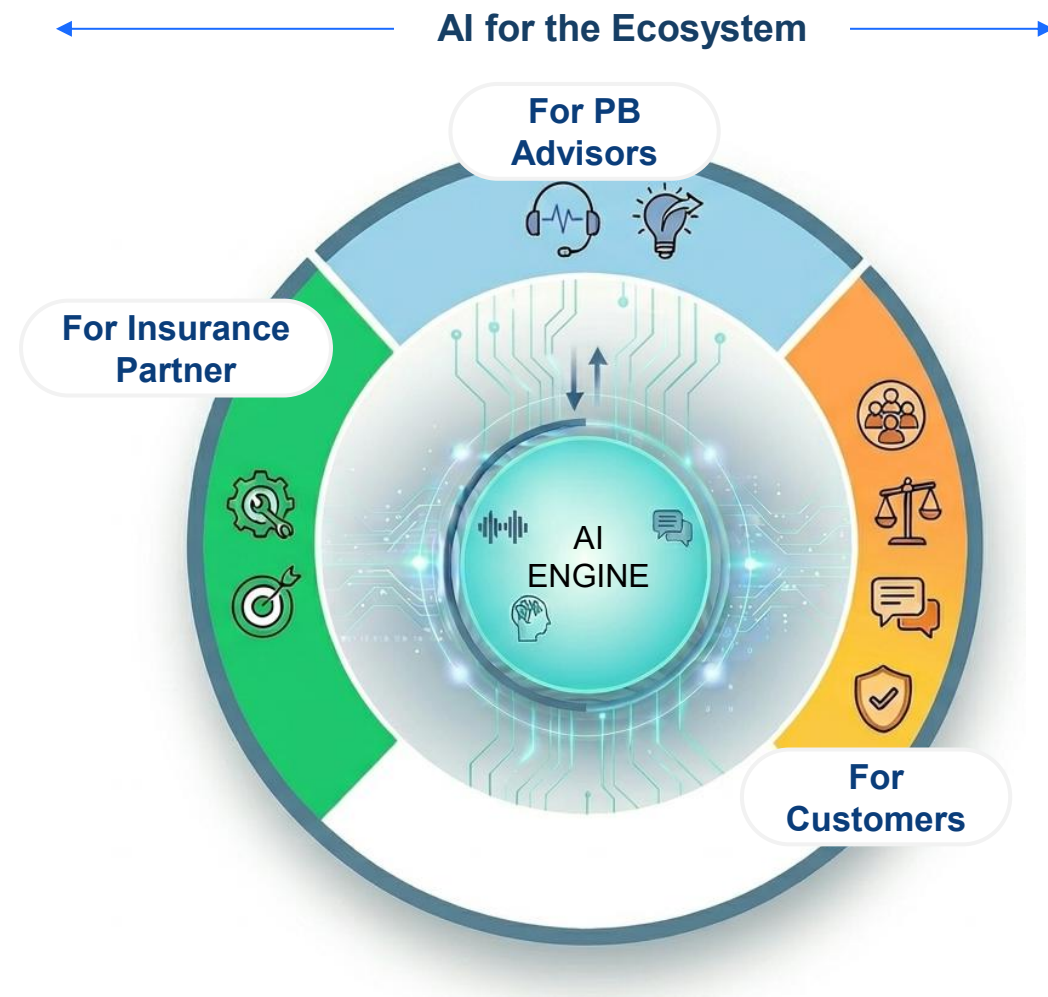 AI for the Ecosystem
For PB
Advisors
For Insurance
Partner
AI
ENGINE
For
Customers